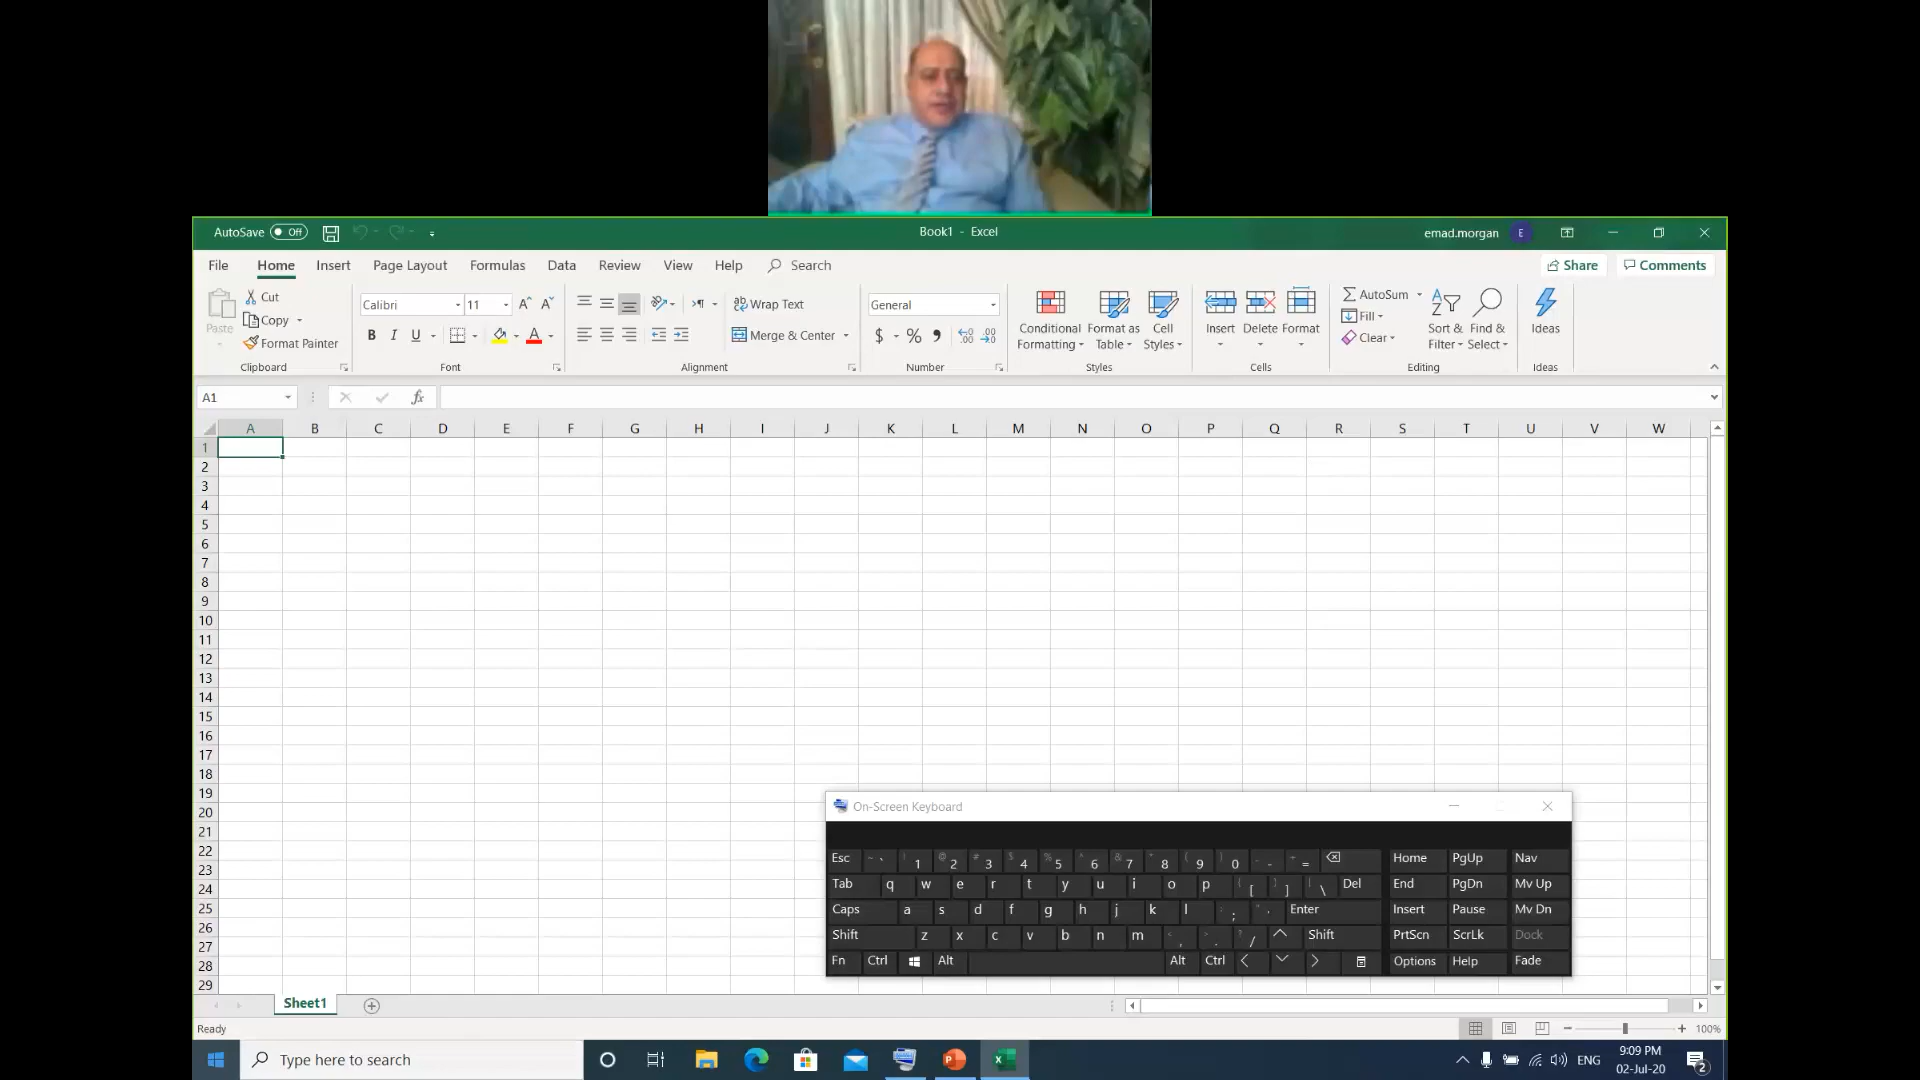 AutoSave Off
Book1 - Excel
emad.morgan E
File Home Insert Page Layout Formulas Data Review View Help Search
Share Comments
Paste
Cut
Copy
Format Painter
Clipboard
Calibri 11
B I U
Font
Wrap Text
Merge & Center
Alignment
General
$ % 9
Number
Conditional Formatting
Format as Table
Cell Styles
Styles
Insert Delete Format
Cells
AutoSum
Fill
Clear
Sort & Filter
Find & Select
Editing
Ideas
Ideas
A1 fx
A B C D E F G H I J K L M N O P Q R S T U V W
1
2
3
4
5
6
7
8
9
10
11
12
13
14
15
16
17
18
19
20
21
22
23
24
25
26
27
28
29
On-Screen Keyboard
Esc ~ ` ! 1 @ 2 # 3 $ 4 % 5 ^ 6 & 7 * 8 ( 9 ) 0 - - + = Home PgUp Nav
Tab q w e r t y u i o p { [ } ] | \ Del End PgDn Mv Up
Caps a s d f g h j k l : ; " ' Enter Insert Pause Mv Dn
Shift z x c v b n m < , > . ? / Shift PrtScn ScrLk Dock
Fn Ctrl Alt Alt Ctrl Options Help Fade
Sheet1
Ready 100%
Type here to search
ENG
9:09 PM
02-Jul-20
2